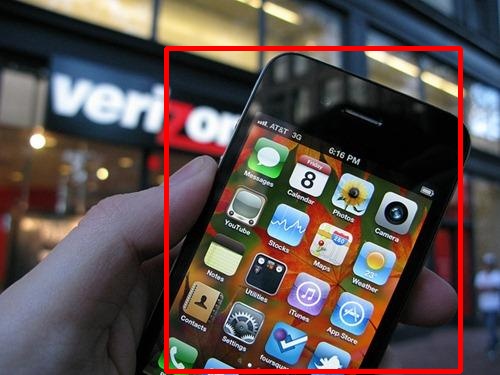 verizon
AT&T 3G
6:16 PM
Friday
8
Messages
Calendar
Photos
Camera
280
23°
YouTube
Stocks
Maps
Weather
Notes
Utilities
iTunes
App Store
Contacts
Settings
foursqua